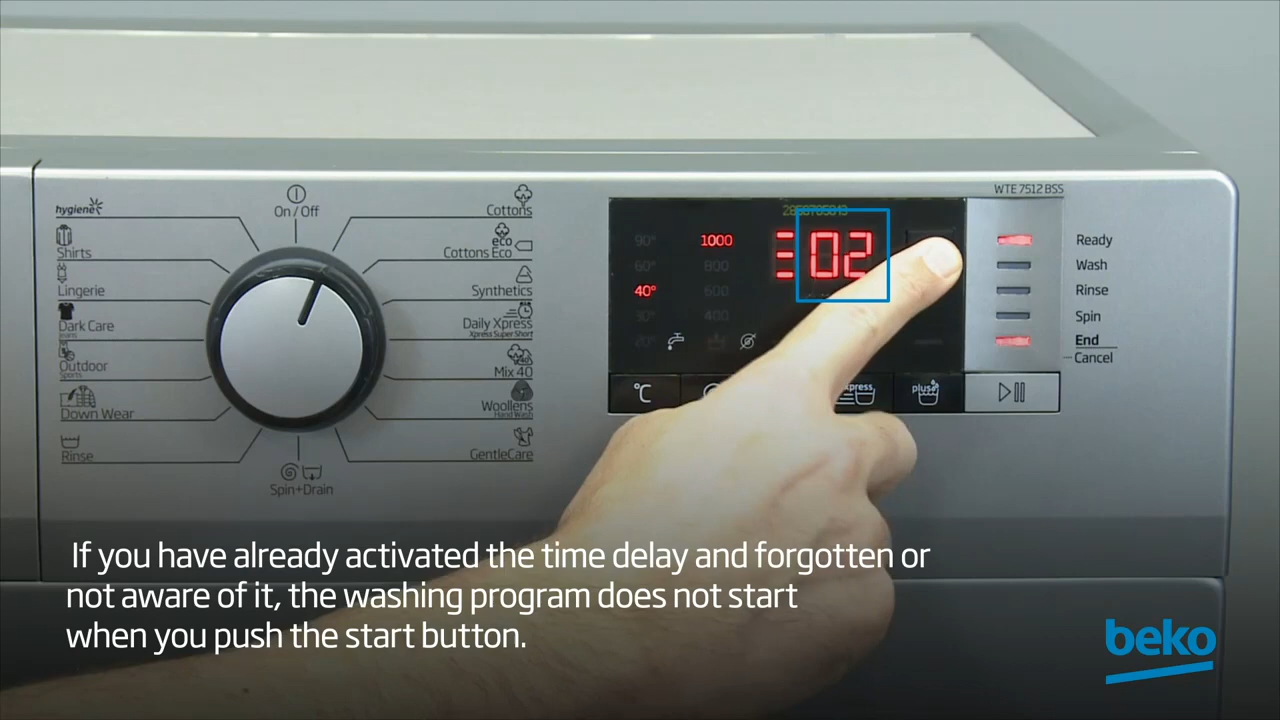 WTE 7512 BSS
hygiene
On / Off
Cottons
Shirts
eco
Cottons Eco
Lingerie
Synthetics
Dark Care
Jeans
Daily Xpress
Xpress Super Short
Outdoor
Sports
Mix 40
Down Wear
Woollens
Hand Wash
Rinse
GentleCare
Spin+Drain
2850705013
90°
1000
02
60°
800
40°
600
30°
400
20°
°C
xpress
plus+
Ready
Wash
Rinse
Spin
End
Cancel
If you have already activated the time delay and forgotten or
not aware of it, the washing program does not start
when you push the start button.
beko